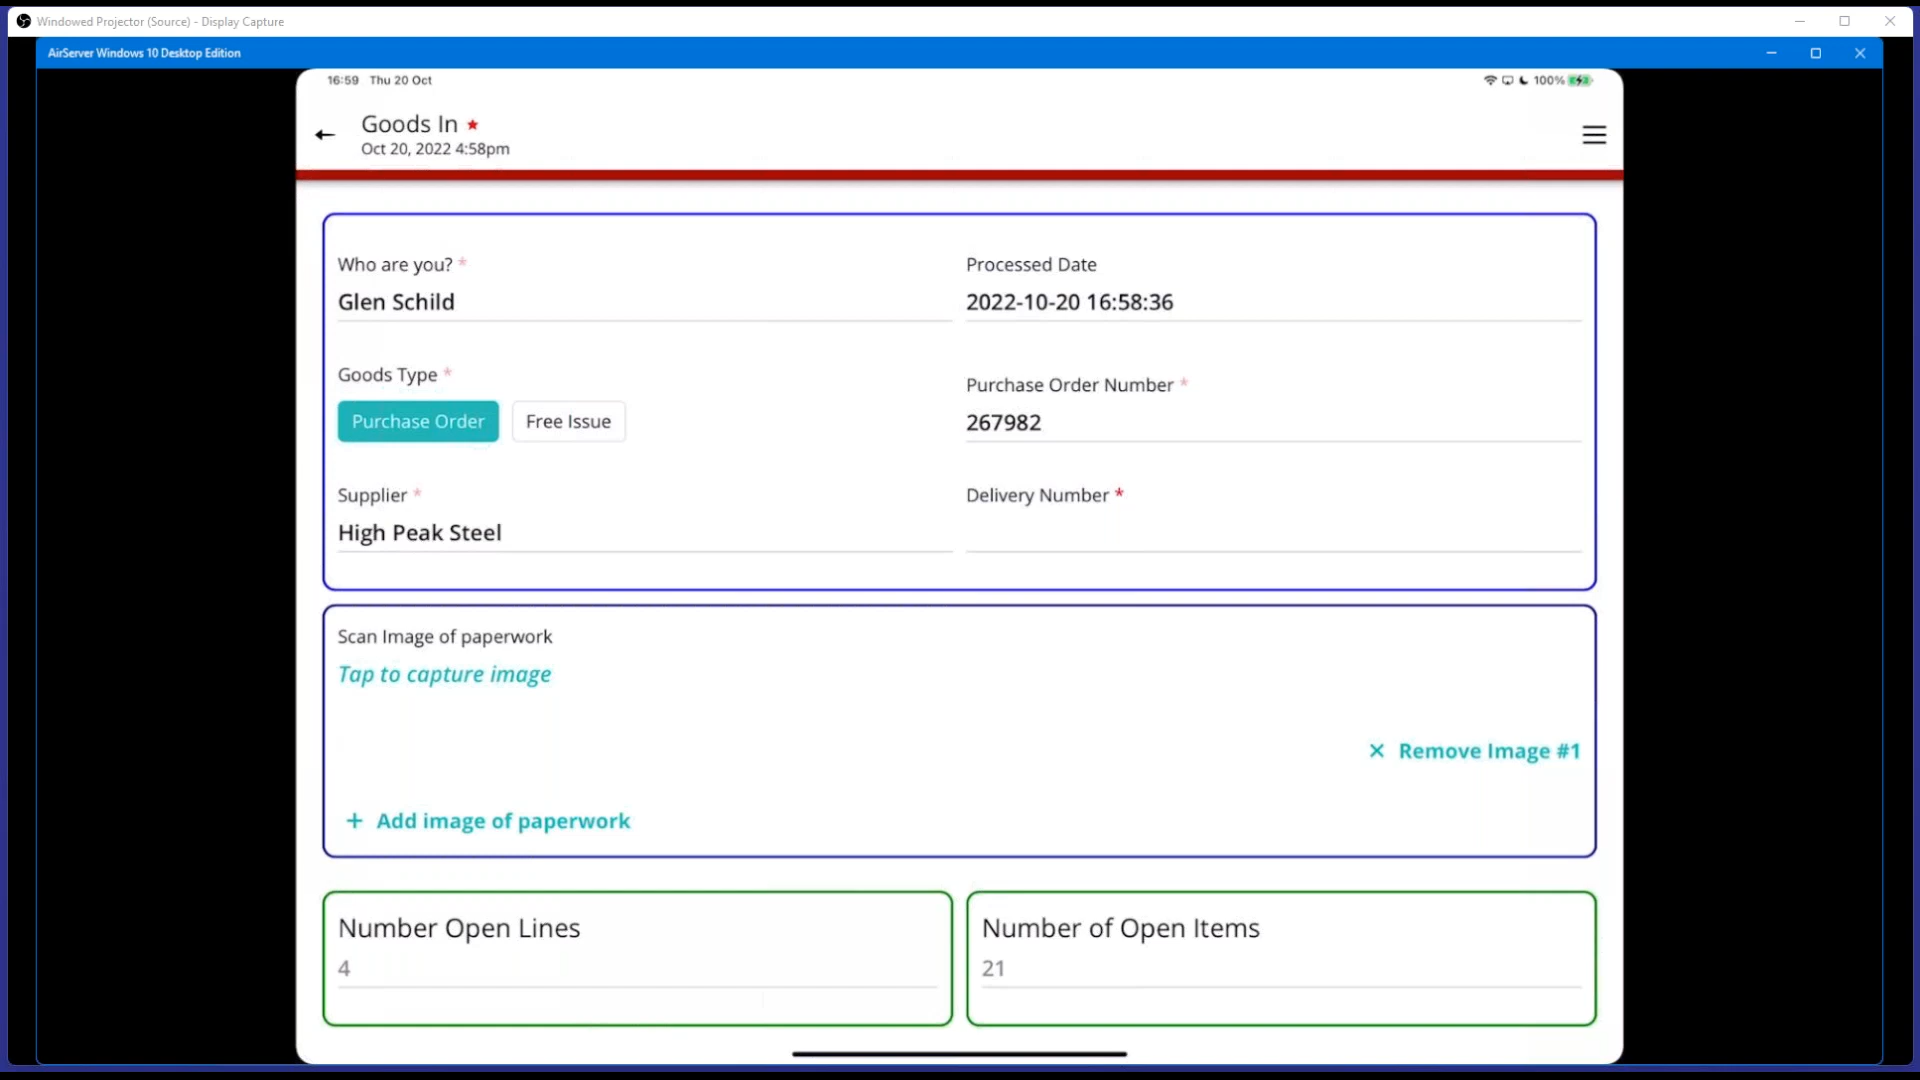 Windowed Projector (Source) - Display Capture
AirServer Windows 10 Desktop Edition
16:59 Thu 20 Oct
100%
Goods In ★
Oct 20, 2022 4:58pm
Who are you? *
Processed Date
Glen Schild
2022-10-20 16:58:36
Goods Type *
Purchase Order Number *
Purchase Order
Free Issue
267982
Supplier *
Delivery Number *
High Peak Steel
Scan Image of paperwork
Tap to capture image
× Remove Image #1
+ Add image of paperwork
Number Open Lines
Number of Open Items
4
21